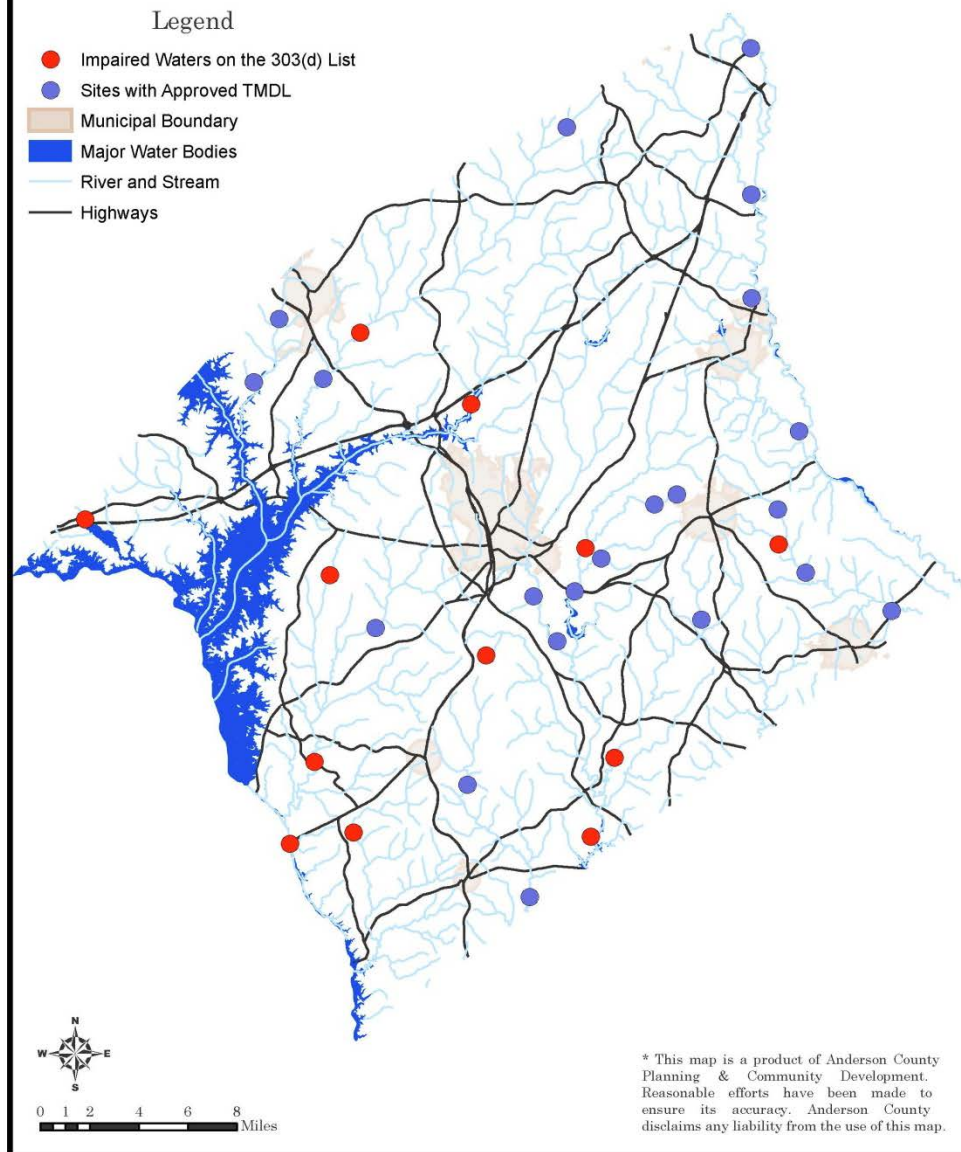 Legend
Impaired Waters on the 303(d) List
Sites with Approved TMDL
Municipal Boundary
Major Water Bodies
River and Stream
Highways
N
W E
S
0 1 2 4 6 8
Miles
* This map is a product of Anderson County
Planning & Community Development.
Reasonable efforts have been made to
ensure its accuracy. Anderson County
disclaims any liability from the use of this map.